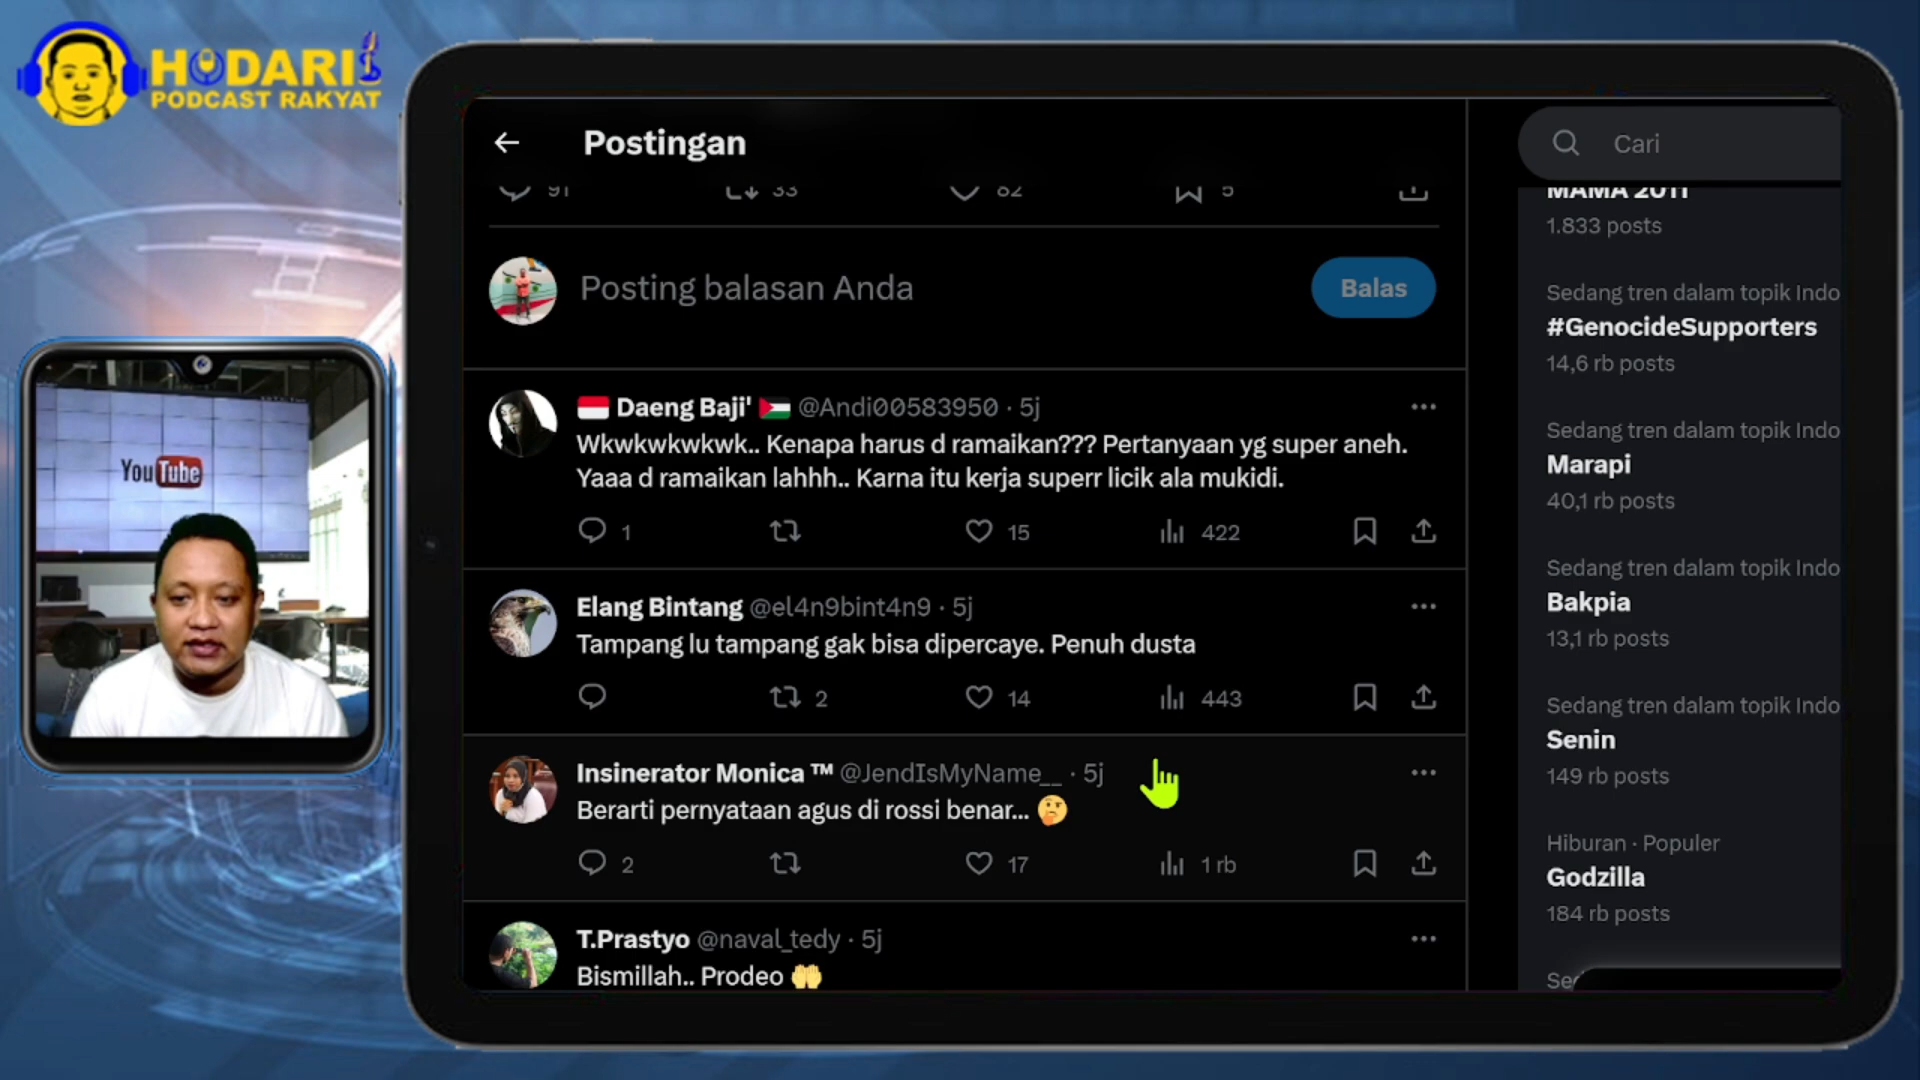 HODARI
PODCAST RAKYAT
YouTube
Postingan
91 33 82 5
Posting balasan Anda
Balas
Daeng Baji' @Andi00583950 · 5j
Wkwkwkwkwk.. Kenapa harus d ramaikan??? Pertanyaan yg super aneh.
Yaaa d ramaikan lahhh.. Karna itu kerja superr licik ala mukidi.
1 15 422
Elang Bintang @el4n9bint4n9 · 5j
Tampang lu tampang gak bisa dipercaye. Penuh dusta
2 14 443
Insinerator Monica ™ @JendIsMyName__ · 5j
Berarti pernyataan agus di rossi benar... 🤔
2 17 1 rb
T.Prastyo @naval_tedy · 5j
Bismillah.. Prodeo 🤲
Cari
MAMA 2011
1.833 posts
Sedang tren dalam topik Indo
#GenocideSupporters
14,6 rb posts
Sedang tren dalam topik Indo
Marapi
40,1 rb posts
Sedang tren dalam topik Indo
Bakpia
13,1 rb posts
Sedang tren dalam topik Indo
Senin
149 rb posts
Hiburan · Populer
Godzilla
184 rb posts